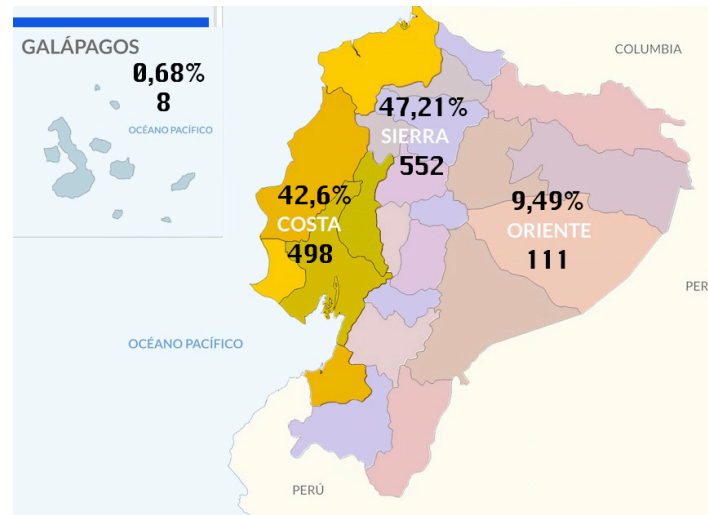 GALÁPAGOS
0,68%
8
OCÉANO PACÍFICO
COLUMBIA
47,21%
SIERRA
552
42,6%
COSTA
498
9,49%
ORIENTE
111
PER
OCÉANO PACÍFICO
PERÚ